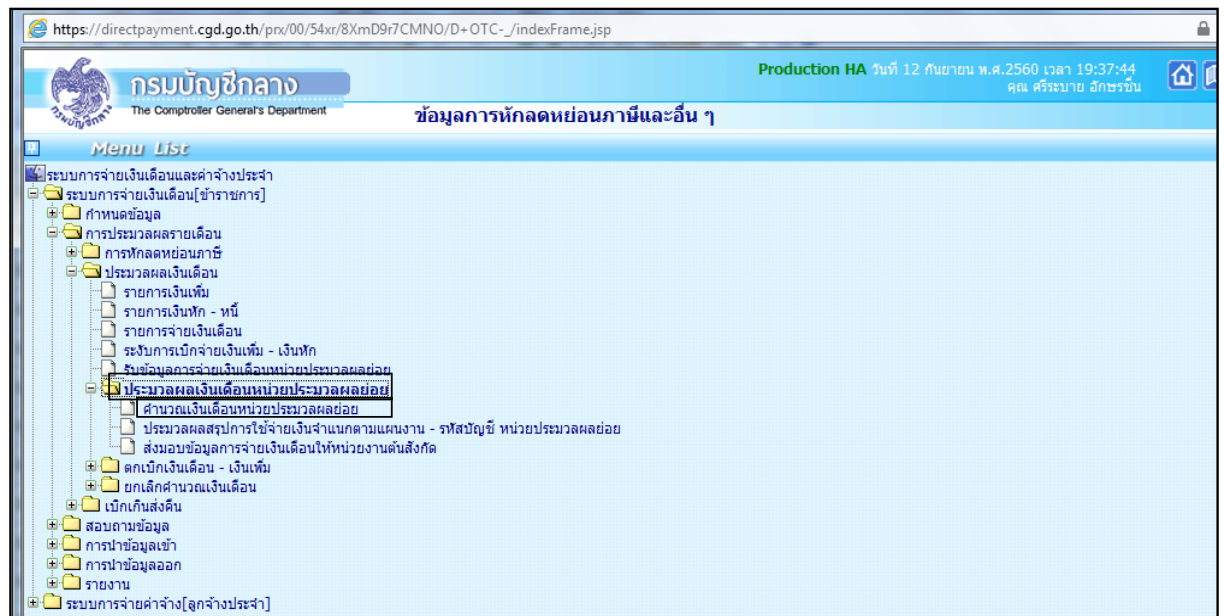 https://directpayment.cgd.go.th/prx/00/54xr/8XmD9r7CMNO/D+OTC-_/indexFrame.jsp
กรมบัญชีกลาง
The Comptroller General's Department
Production HA วันที่ 12 กันยายน พ.ศ.2560 เวลา 19:37:44
คุณ ศรีระบาย อักษรชื่น
ข้อมูลการหักลดหย่อนภาษีและอื่น ๆ
Menu List
ระบบการจ่ายเงินเดือนและค่าจ้างประจำ
ระบบการจ่ายเงินเดือน[ข้าราชการ]
กำหนดข้อมูล
การประมวลผลรายเดือน
การหักลดหย่อนภาษี
ประมวลผลเงินเดือน
รายการเงินเพิ่ม
รายการเงินหัก - หนี้
รายการจ่ายเงินเดือน
ระงับการเบิกจ่ายเงินเพิ่ม - เงินหัก
รับข้อมูลการจ่ายเงินเดือนหน่วยประมวลผลย่อย
ประมวลผลเงินเดือนหน่วยประมวลผลย่อย
คำนวณเงินเดือนหน่วยประมวลผลย่อย
ประมวลผลสรุปการใช้จ่ายเงินจำแนกตามแผนงาน - รหัสบัญชี หน่วยประมวลผลย่อย
ส่งมอบข้อมูลการจ่ายเงินเดือนให้หน่วยงานต้นสังกัด
ตกเบิกเงินเดือน - เงินเพิ่ม
ยกเลิกคำนวณเงินเดือน
เบิกเกินส่งคืน
สอบถามข้อมูล
การนำข้อมูลเข้า
การนำข้อมูลออก
รายงาน
ระบบการจ่ายค่าจ้าง[ลูกจ้างประจำ]